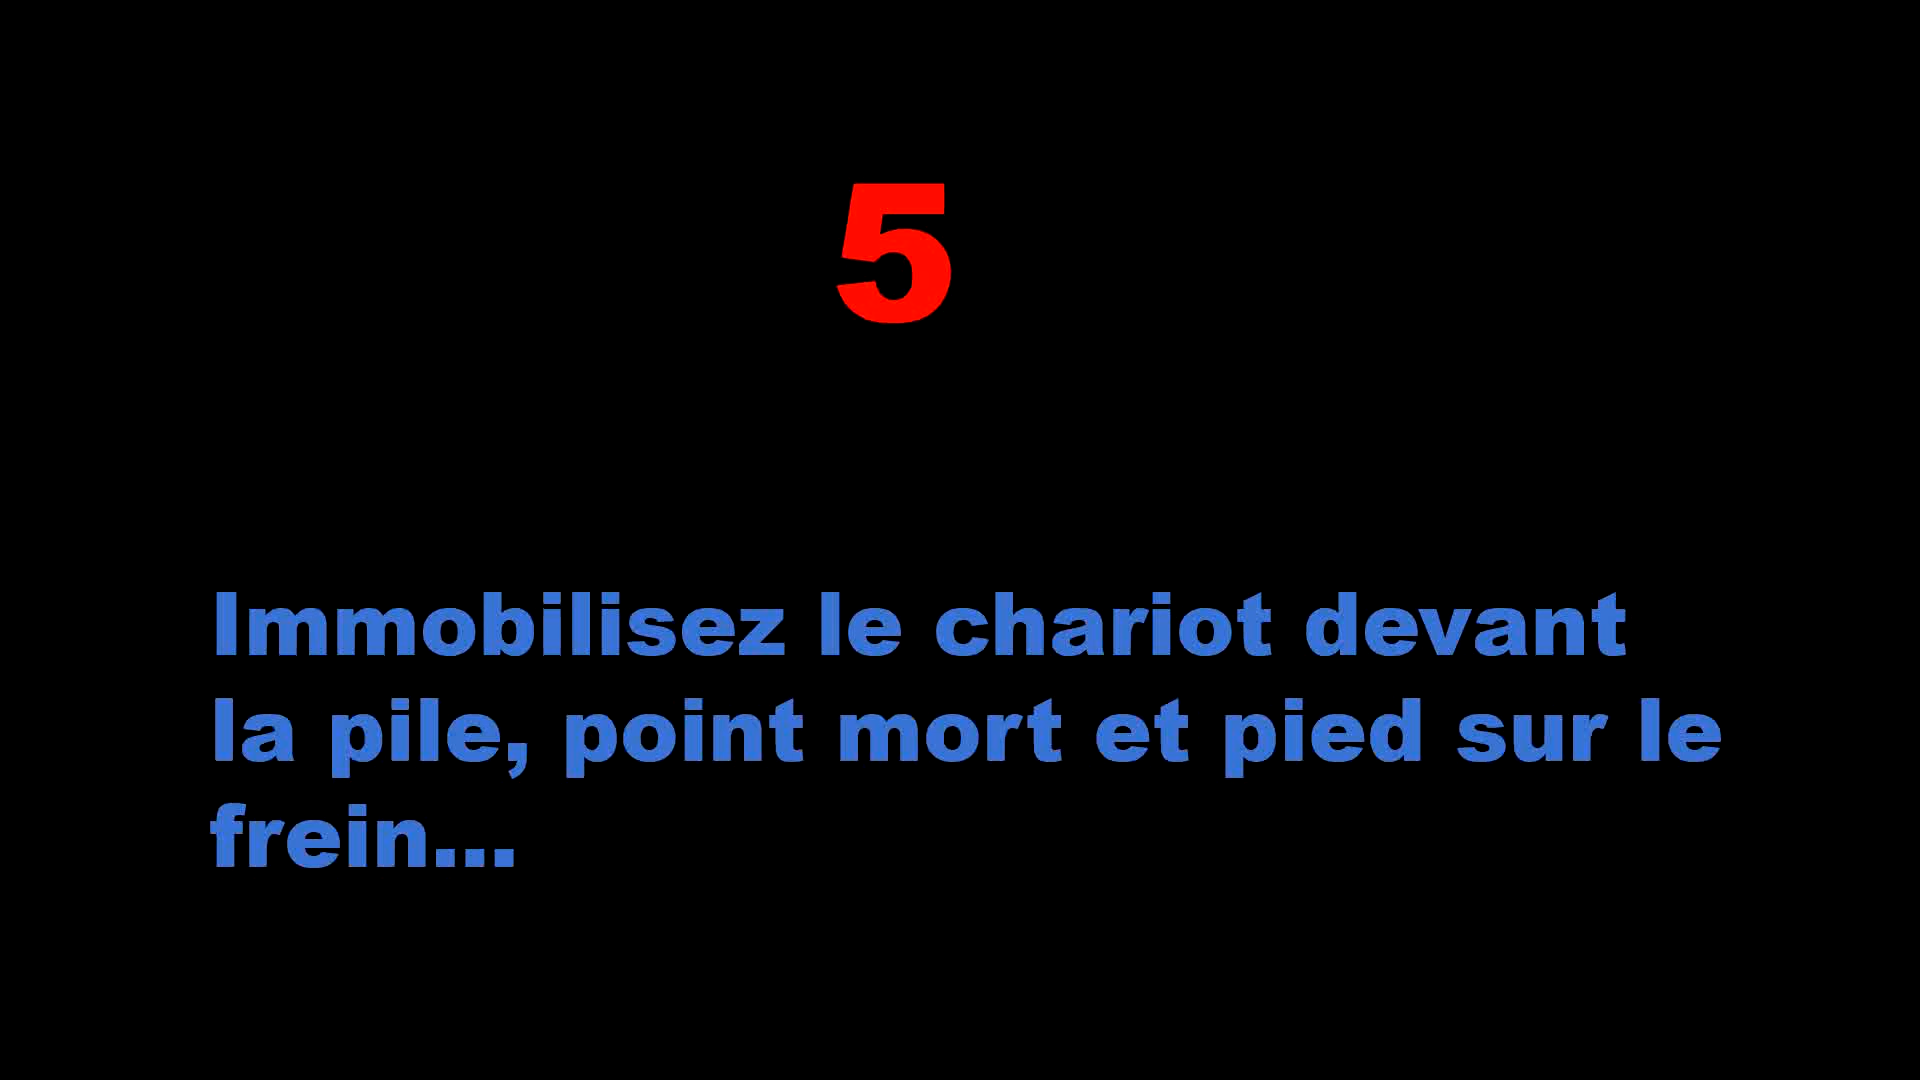 5
Immobilisez le chariot devant
la pile, point mort et pied sur le
frein...